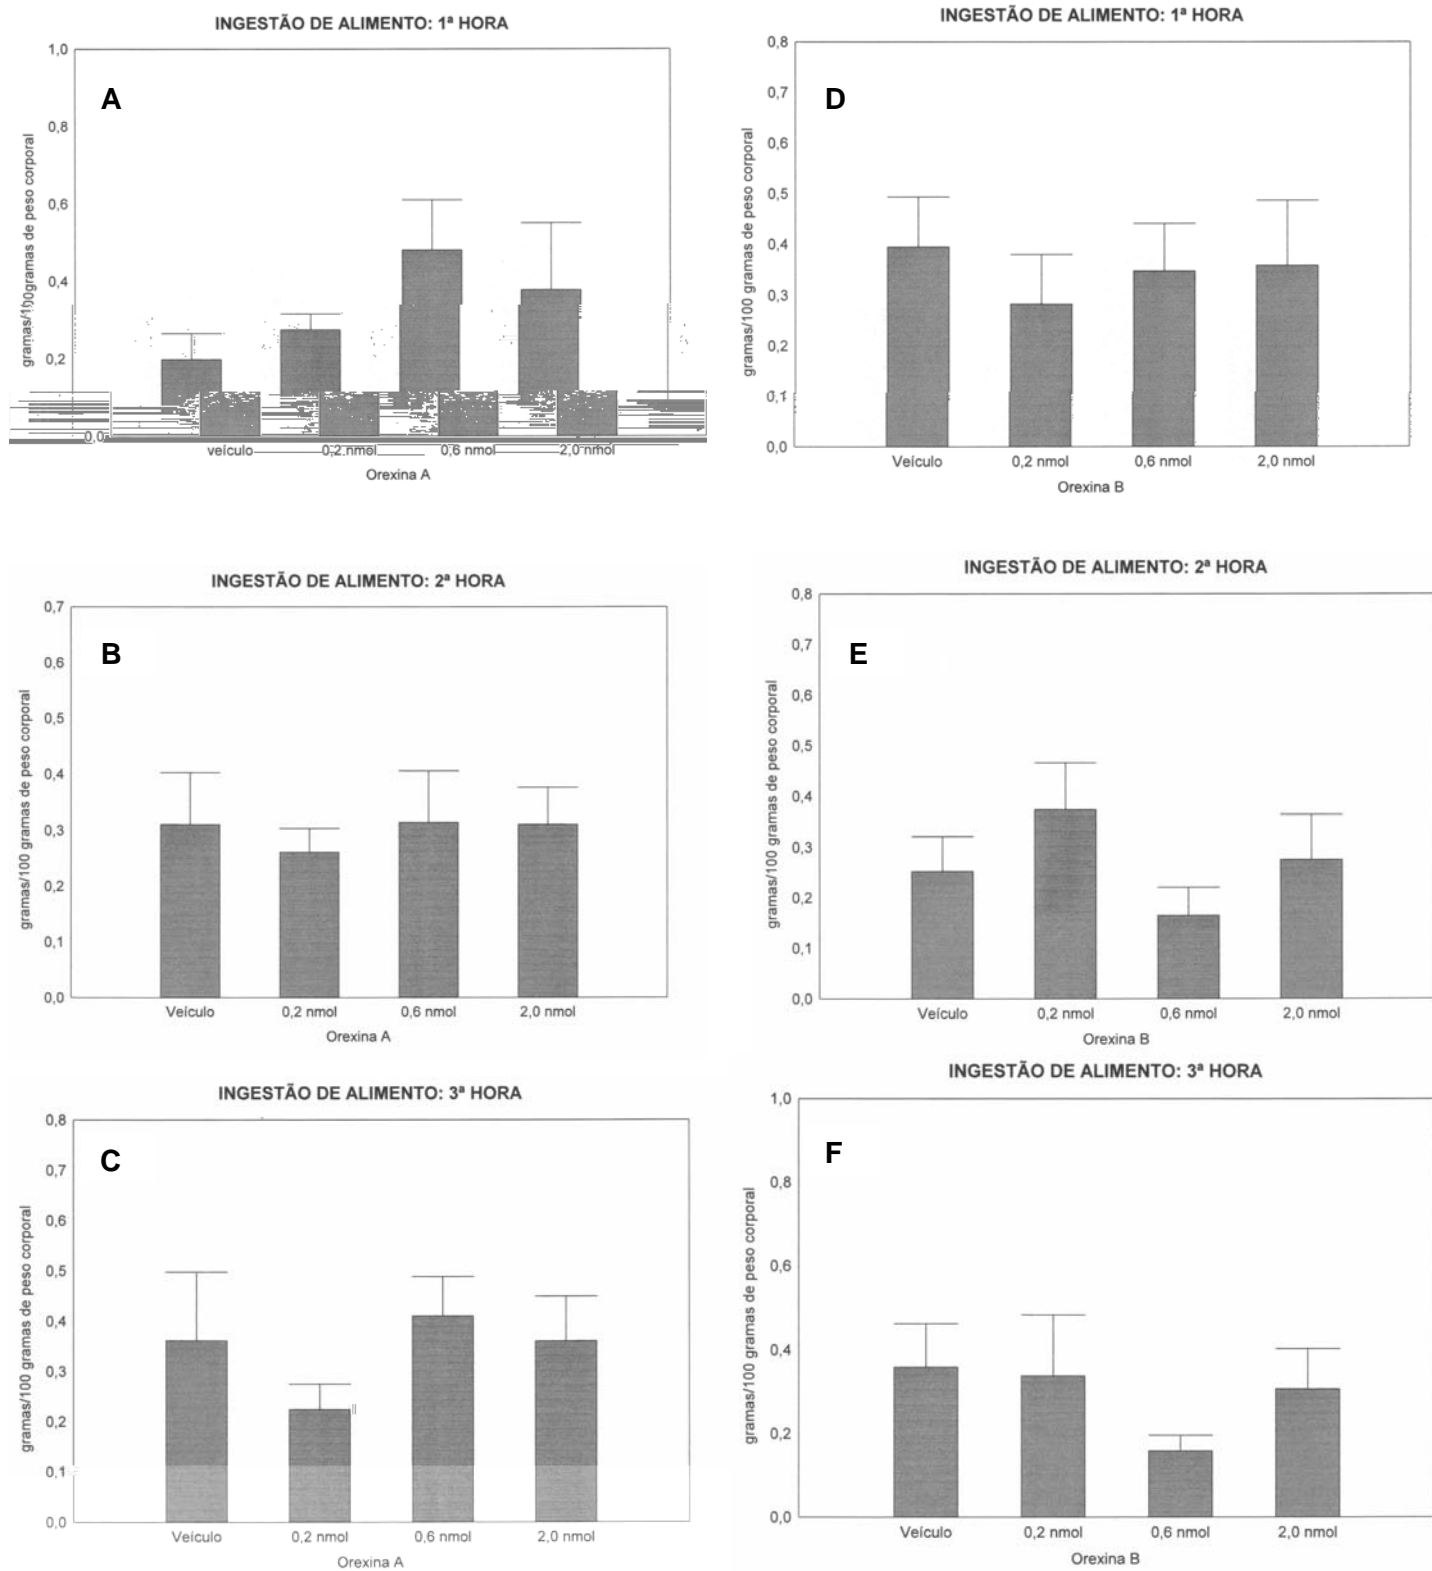 INGESTÃO DE ALIMENTO: 1ª HORA
A
gramas/100gramas de peso corporal
1,0
0,8
0,6
0,4
0,2
0,0
veículo
0,2 nmol
0,6 nmol
2,0 nmol
Orexina A
INGESTÃO DE ALIMENTO: 1ª HORA
D
gramas/100 gramas de peso corporal
0,8
0,7
0,6
0,5
0,4
0,3
0,2
0,1
0,0
Veículo
0,2 nmol
0,6 nmol
2,0 nmol
Orexina B
INGESTÃO DE ALIMENTO: 2ª HORA
B
gramas/100 gramas de peso corporal
0,7
0,6
0,5
0,4
0,3
0,2
0,1
0,0
Veículo
0,2 nmol
0,6 nmol
2,0 nmol
Orexina A
INGESTÃO DE ALIMENTO: 2ª HORA
E
gramas/100 gramas de peso corporal
0,8
0,7
0,6
0,5
0,4
0,3
0,2
0,1
0,0
Veículo
0,2 nmol
0,6 nmol
2,0 nmol
Orexina B
INGESTÃO DE ALIMENTO: 3ª HORA
C
gramas/100 gramas de peso corporal
0,8
0,7
0,6
0,5
0,4
0,3
0,2
0,1
0,0
Veículo
0,2 nmol
0,6 nmol
2,0 nmol
Orexina A
INGESTÃO DE ALIMENTO: 3ª HORA
F
gramas/100 gramas de peso corporal
1,0
0,8
0,6
0,4
0,2
0,0
Veículo
0,2 nmol
0,6 nmol
2,0 nmol
Orexina B